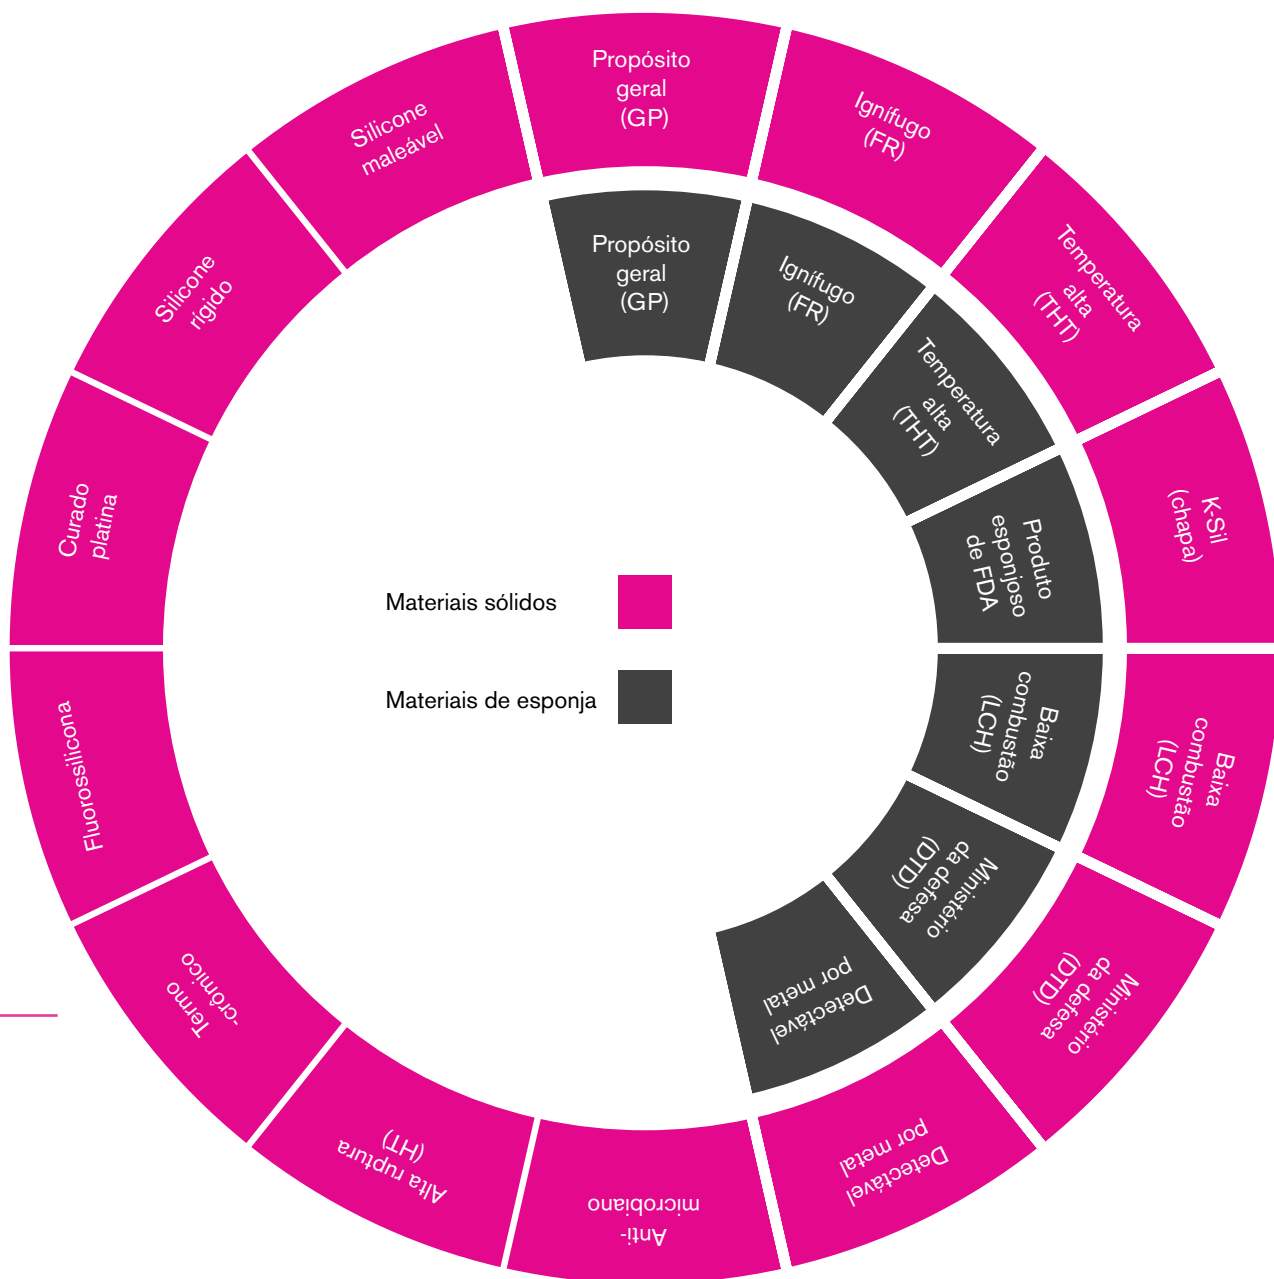 Propósito
geral
(GP)
Ignífugo
(FR)
Temperatura
alta
(THT)
K-Sil
(chapa)
Baixa
combustão
(LCH)
Ministério
da defesa
(DTD)
Detectável
por metal
Anti-
microbiano
Alta ruptura
(HT)
Termo
-crômico
Fluorossilicona
Curado
platina
Silicone
rígido
Silicone
maleável
Propósito
geral
(GP)
Ignífugo
(FR)
Temperatura
alta
(THT)
Produto
esponjoso
de FDA
Baixa
combustão
(LCH)
Ministério
da defesa
(DTD)
Detectável
por metal
Materiais sólidos
Materiais de esponja